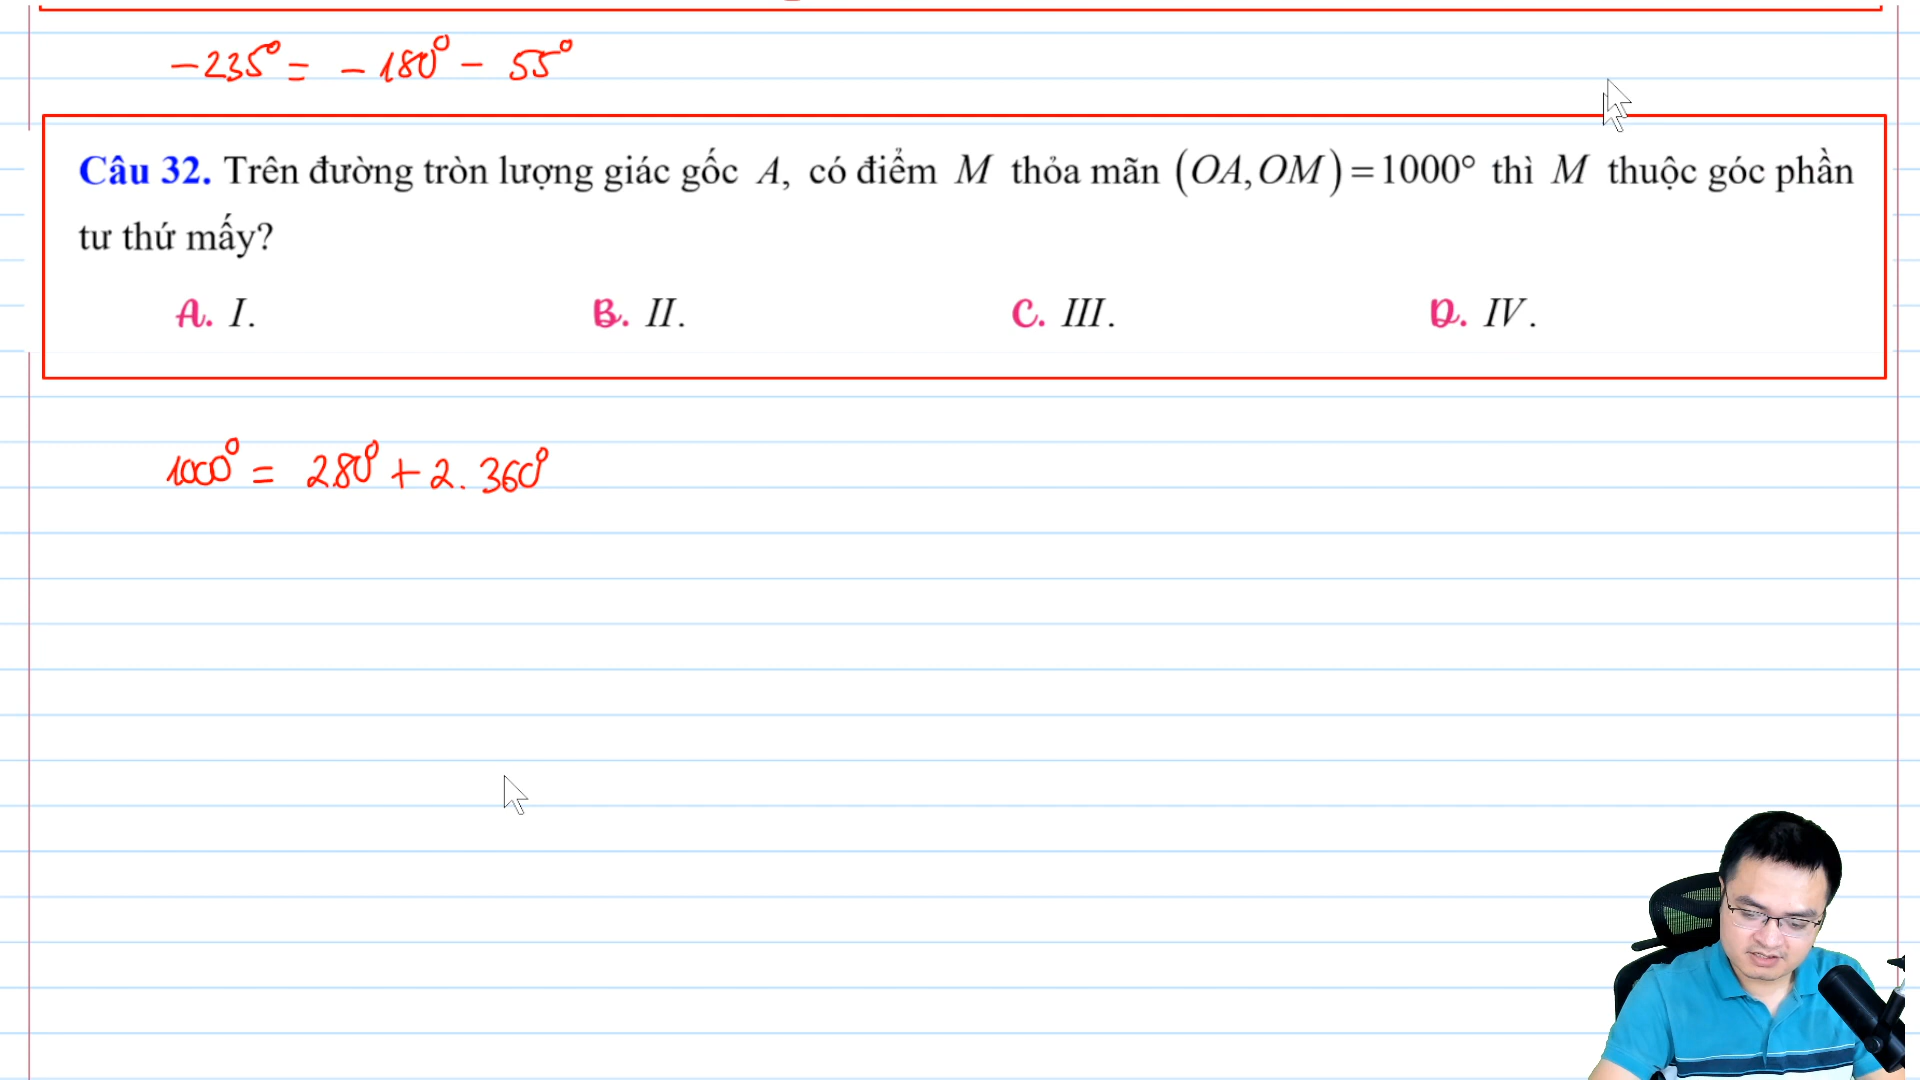 -235° = -180° - 55°
Câu 32. Trên đường tròn lượng giác gốc A, có điểm M thỏa mãn (OA,OM)=1000° thì M thuộc góc phần
tư thứ mấy?
A. I. B. II. C. III. D. IV.
1000° = 280° + 2. 360°